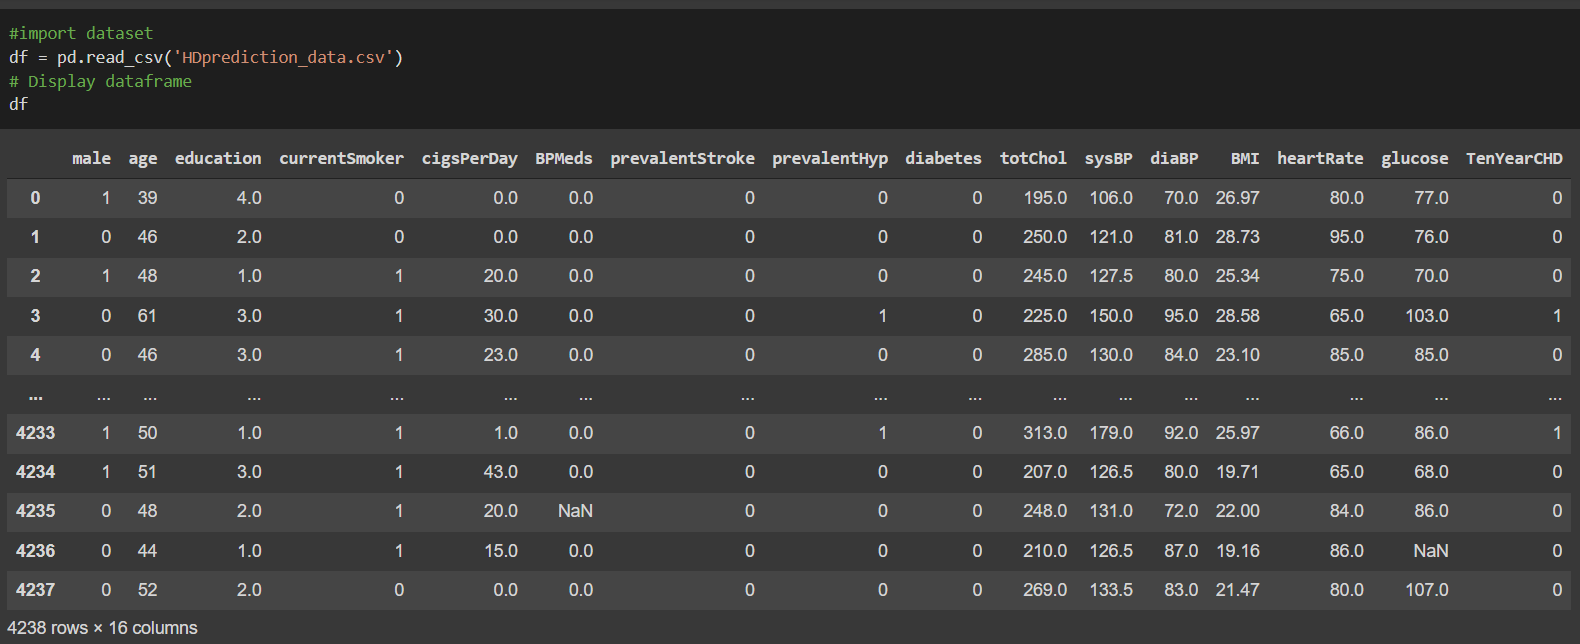 #import dataset
df = pd.read_csv('HDprediction_data.csv')
# Display dataframe
df
male age education currentSmoker cigsPerDay BPMeds prevalentStroke prevalentHyp diabetes totChol sysBP diaBP BMI heartRate glucose TenYearCHD
0 1 39 4.0 0 0.0 0.0 0 0 0 195.0 106.0 70.0 26.97 80.0 77.0 0
1 0 46 2.0 0 0.0 0.0 0 0 0 250.0 121.0 81.0 28.73 95.0 76.0 0
2 1 48 1.0 1 20.0 0.0 0 0 0 245.0 127.5 80.0 25.34 75.0 70.0 0
3 0 61 3.0 1 30.0 0.0 0 1 0 225.0 150.0 95.0 28.58 65.0 103.0 1
4 0 46 3.0 1 23.0 0.0 0 0 0 285.0 130.0 84.0 23.10 85.0 85.0 0
... ... ... ... ... ... ... ... ... ... ... ... ... ... ... ... ...
4233 1 50 1.0 1 1.0 0.0 0 1 0 313.0 179.0 92.0 25.97 66.0 86.0 1
4234 1 51 3.0 1 43.0 0.0 0 0 0 207.0 126.5 80.0 19.71 65.0 68.0 0
4235 0 48 2.0 1 20.0 NaN 0 0 0 248.0 131.0 72.0 22.00 84.0 86.0 0
4236 0 44 1.0 1 15.0 0.0 0 0 0 210.0 126.5 87.0 19.16 86.0 NaN 0
4237 0 52 2.0 0 0.0 0.0 0 0 0 269.0 133.5 83.0 21.47 80.0 107.0 0
4238 rows × 16 columns